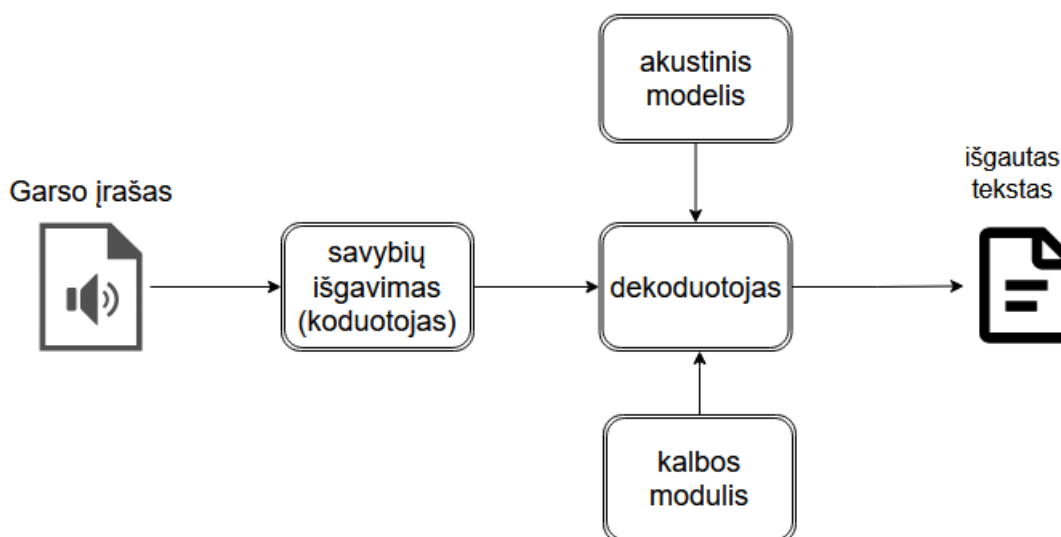 akustinis
modelis
išgautas
tekstas
Garso įrašas
savybių
išgavimas
(koduotojas)
dekoduotojas
kalbos
modulis